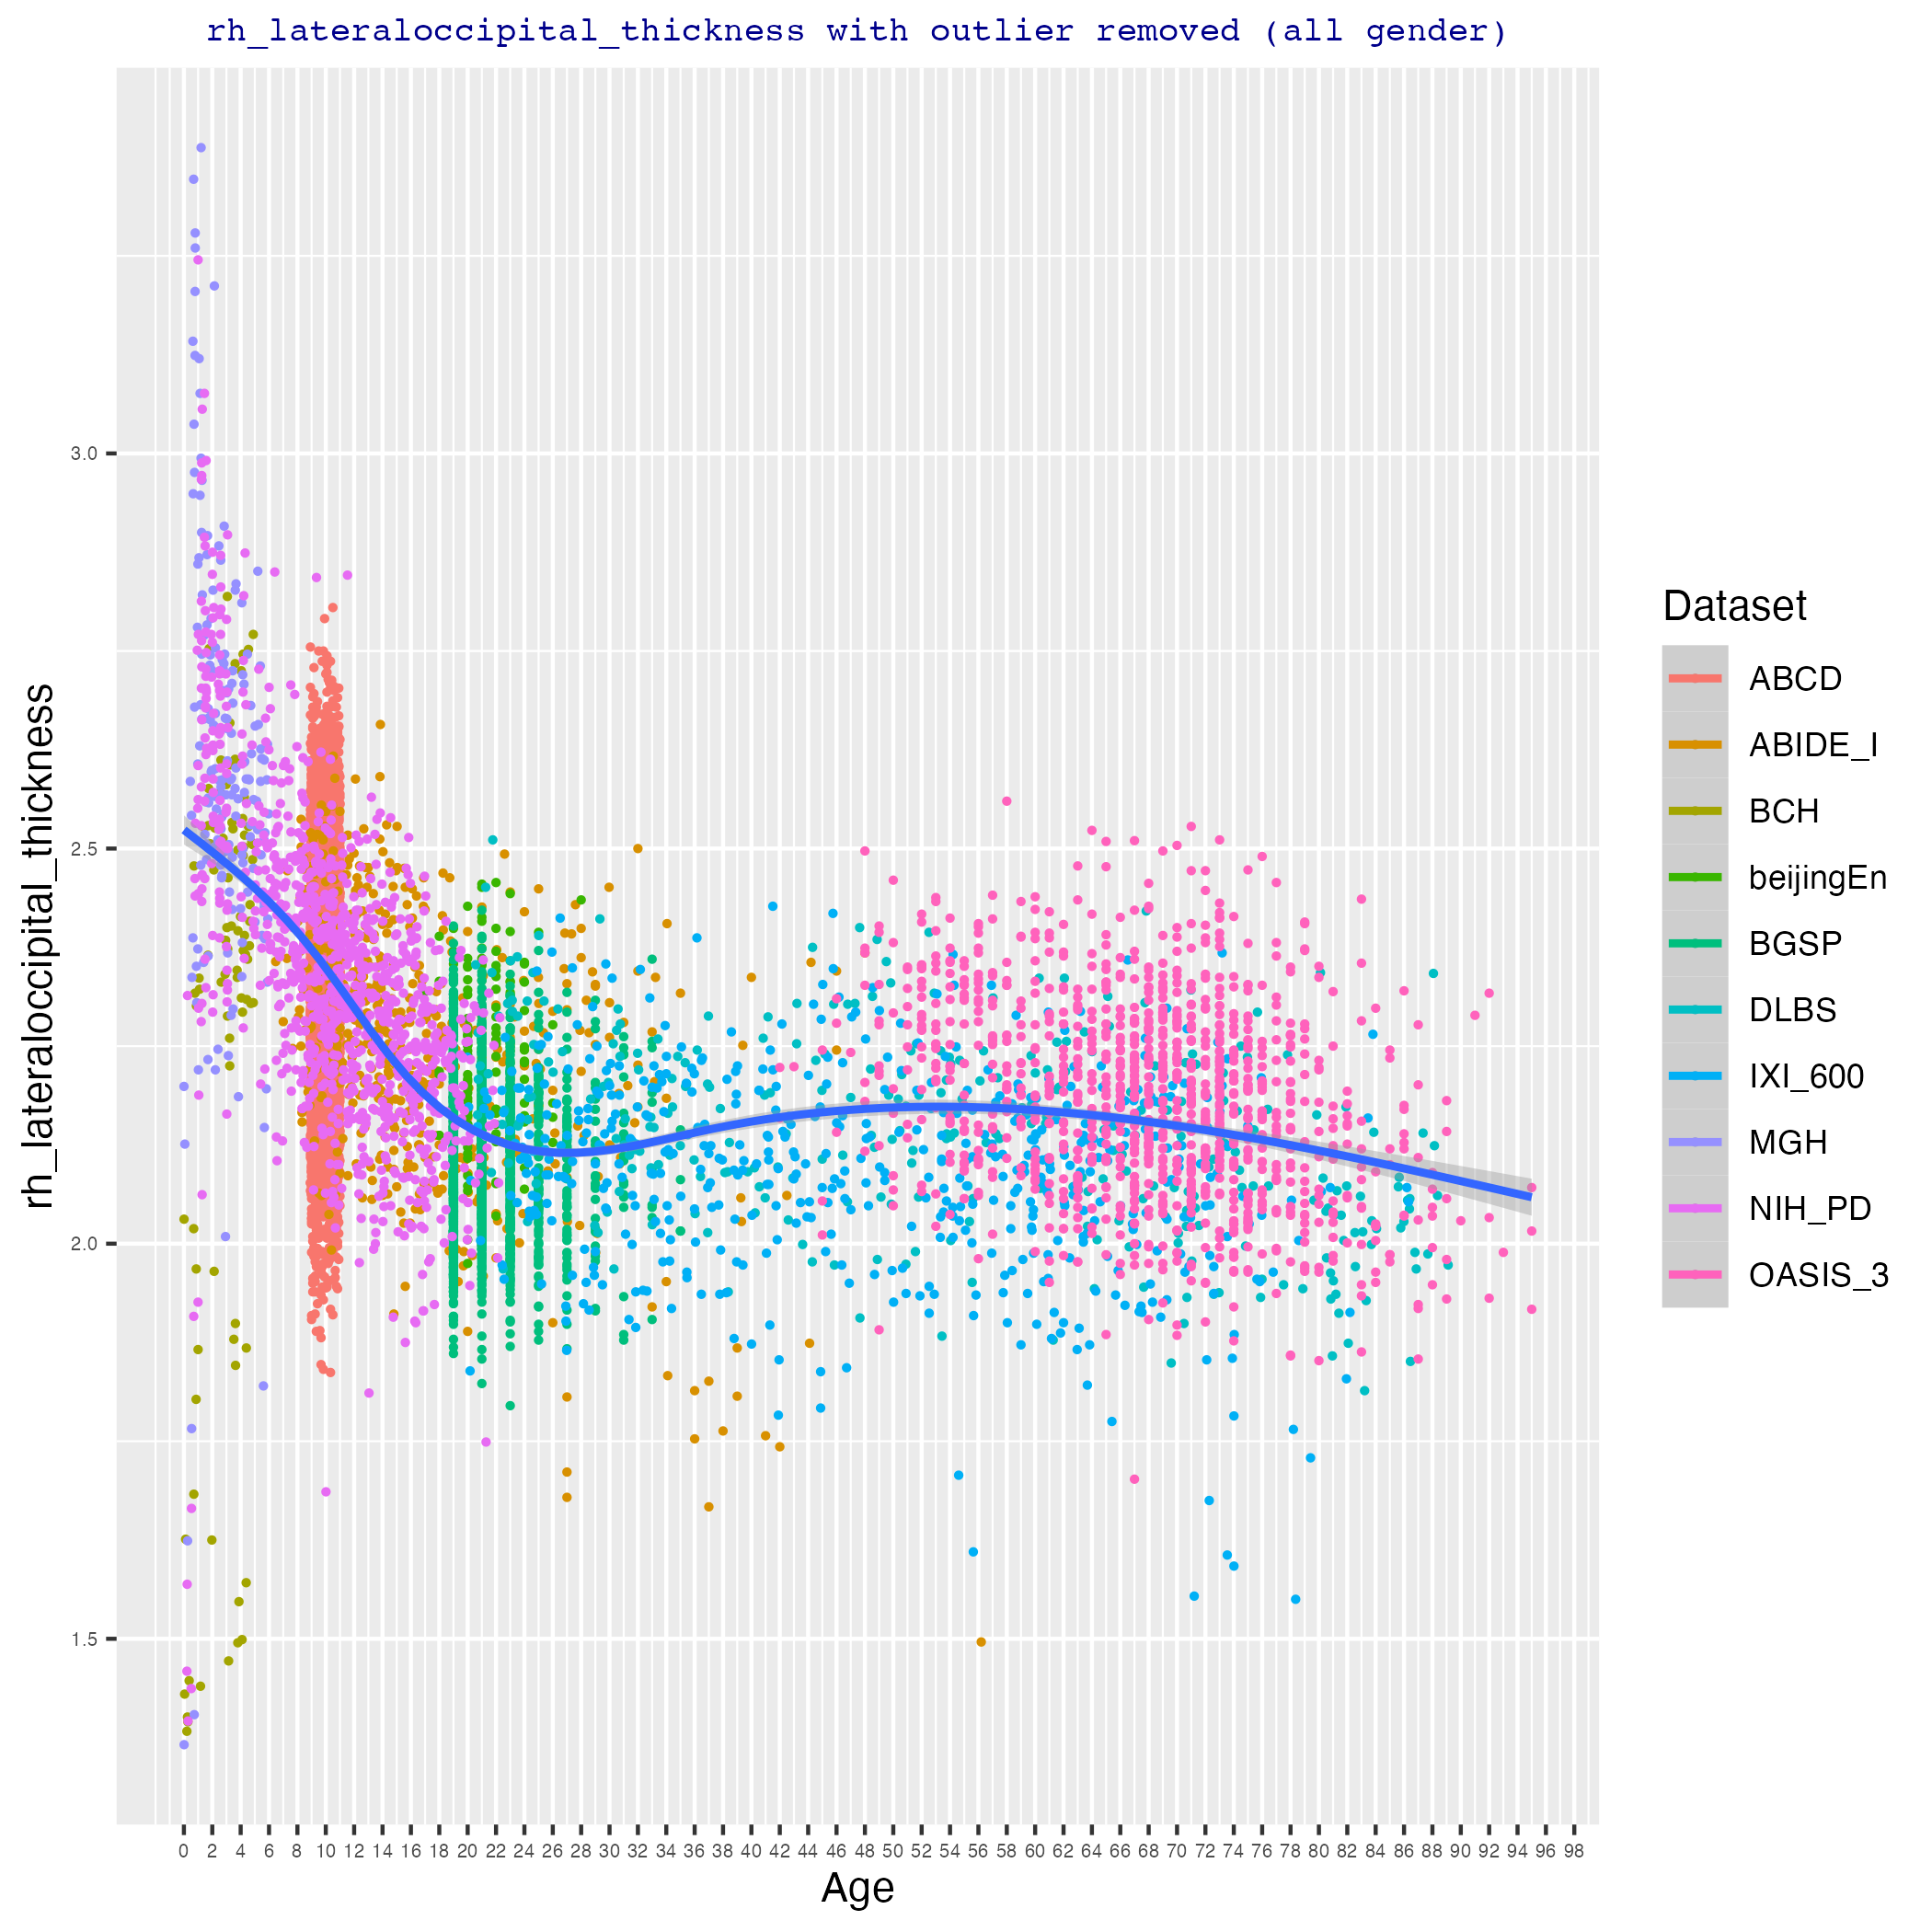 rh_lateraloccipital_thickness with outlier removed (all gender)
rh_lateraloccipital_thickness
3.0
2.5
2.0
1.5
0 2 4 6 8 10 12 14 16 18 20 22 24 26 28 30 32 34 36 38 40 42 44 46 48 50 52 54 56 58 60 62 64 66 68 70 72 74 76 78 80 82 84 86 88 90 92 94 96 98
Age
Dataset
ABCD
ABIDE_I
BCH
beijingEn
BGSP
DLBS
IXI_600
MGH
NIH_PD
OASIS_3